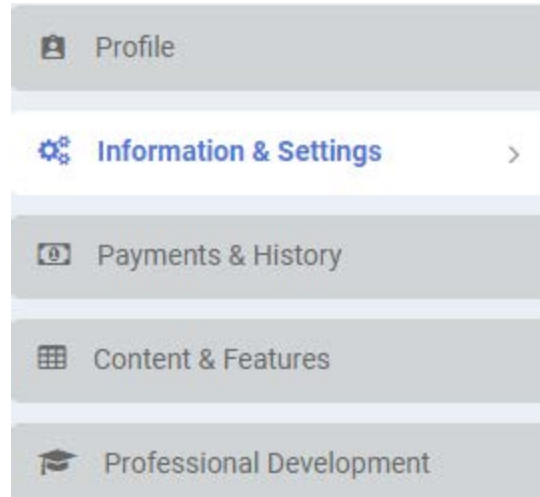 Profile
Information & Settings
Payments & History
Content & Features
Professional Development